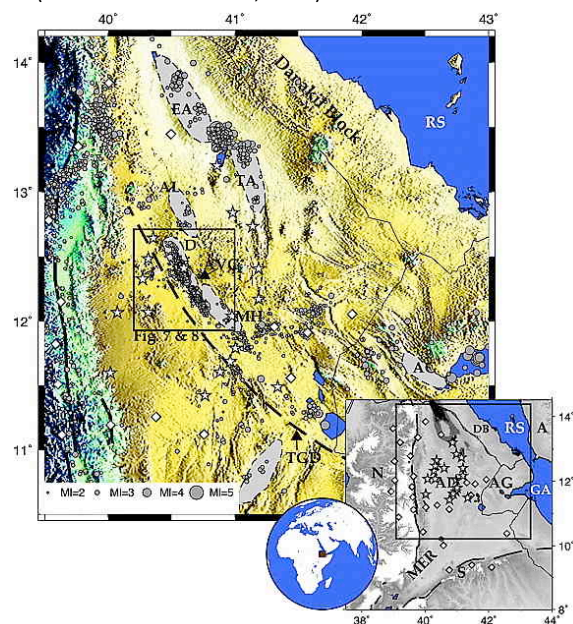 40° 41° 42° 43°
14°
EA
Danakil Block
RS
13°
TA
AL
D
MH
12°
Fig. 7 & 8
A
11°
TGD
Ml=2 Ml=3 Ml=4 Ml=5
14°
DB
RS
A
N
12°
AD
AG
GA
10°
MER
S
8°
38° 40° 42° 44°